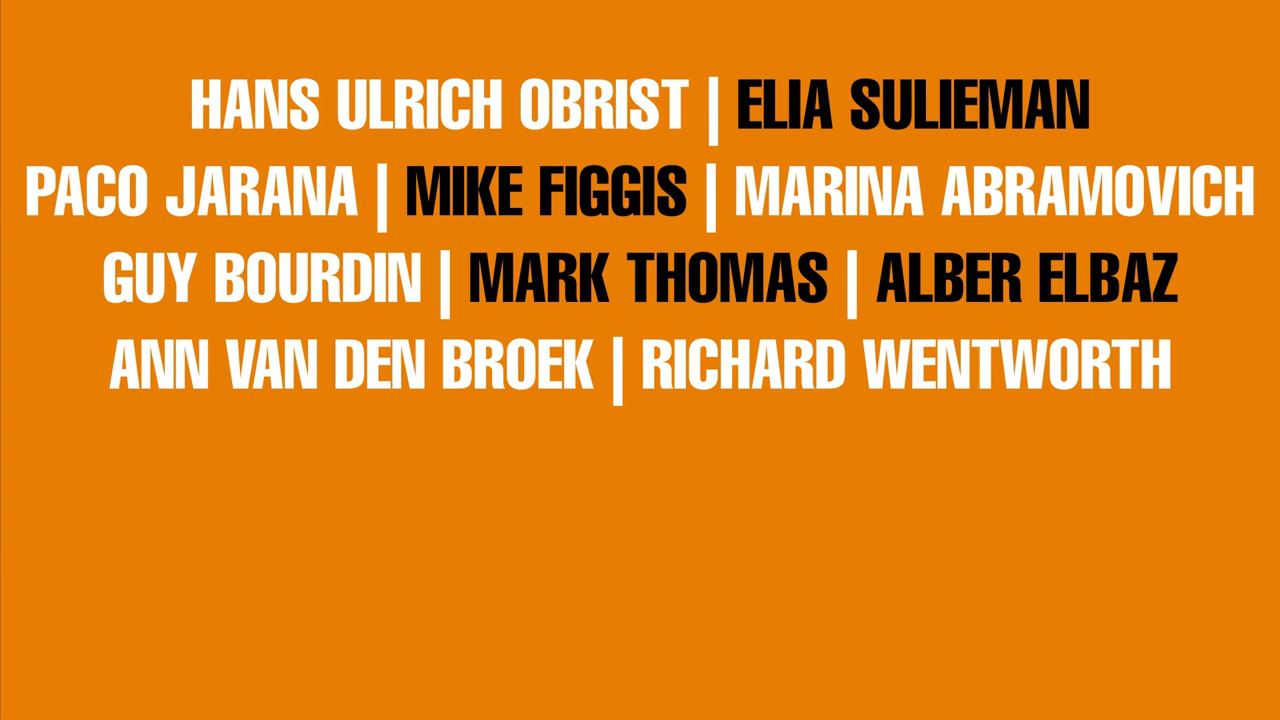 HANS ULRICH OBRIST | ELIA SULIEMAN
PACO JARANA | MIKE FIGGIS | MARINA ABRAMOVICH
GUY BOURDIN | MARK THOMAS | ALBER ELBAZ
ANN VAN DEN BROEK | RICHARD WENTWORTH